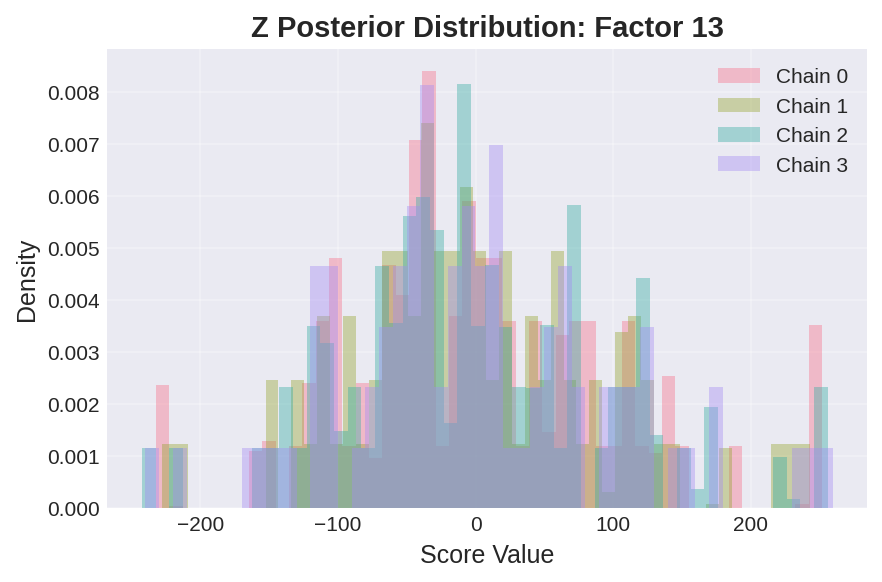 Z Posterior Distribution: Factor 13
Chain 0
Chain 1
Chain 2
Chain 3
Density
0.008
0.007
0.006
0.005
0.004
0.003
0.002
0.001
0.000
−200
−100
0
100
200
Score Value